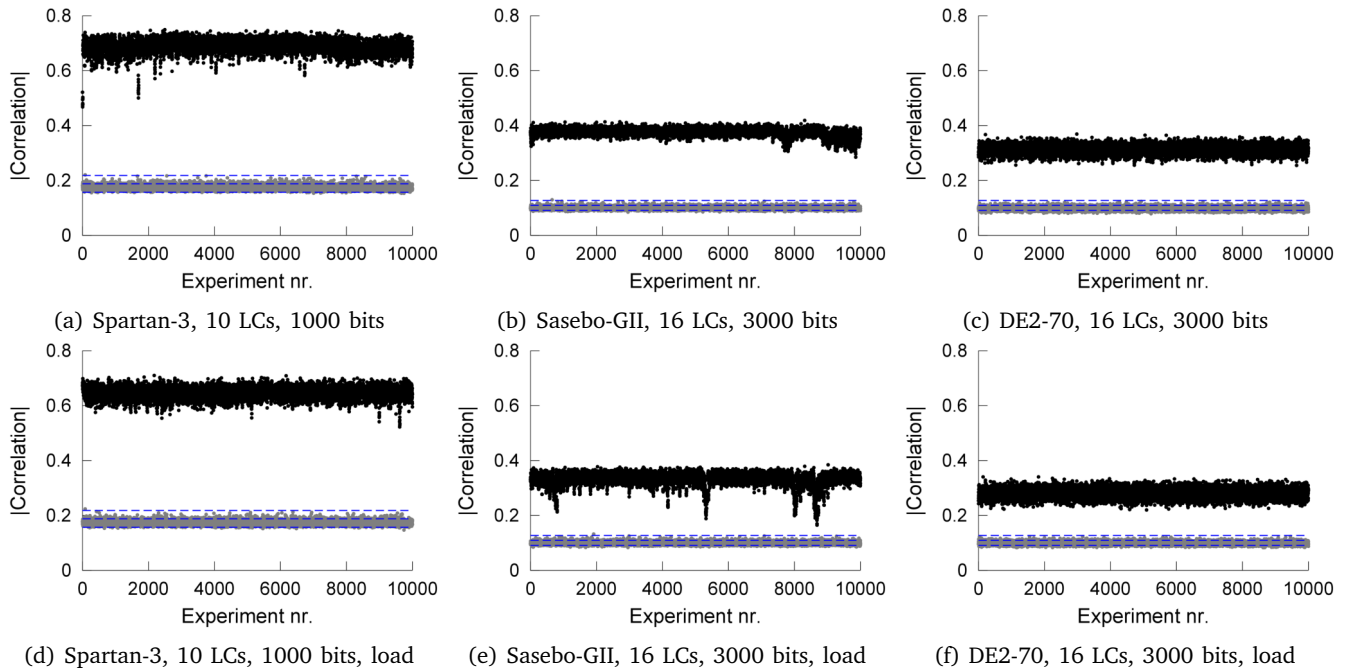 0.8 0.8 0.8
0.6 0.6 0.6
0.4 0.4 0.4
0.2 0.2 0.2
0 0 0
|Correlation| |Correlation| |Correlation|
0 2000 4000 6000 8000 10000 0 2000 4000 6000 8000 10000 0 2000 4000 6000 8000 10000
Experiment nr. Experiment nr. Experiment nr.
(a) Spartan-3, 10 LCs, 1000 bits (b) Sasebo-GII, 16 LCs, 3000 bits (c) DE2-70, 16 LCs, 3000 bits
0.8 0.8 0.8
0.6 0.6 0.6
0.4 0.4 0.4
0.2 0.2 0.2
0 0 0
|Correlation| |Correlation| |Correlation|
0 2000 4000 6000 8000 10000 0 2000 4000 6000 8000 10000 0 2000 4000 6000 8000 10000
Experiment nr. Experiment nr. Experiment nr.
(d) Spartan-3, 10 LCs, 1000 bits, load (e) Sasebo-GII, 16 LCs, 3000 bits, load (f) DE2-70, 16 LCs, 3000 bits, load